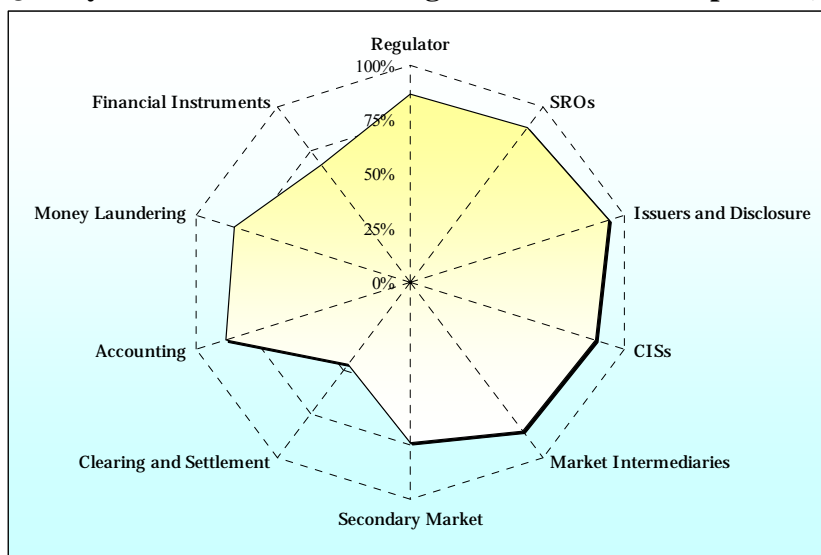 Regulator
100%
Financial Instruments
SROs
75%
50%
Money Laundering
Issuers and Disclosure
25%
0%
Accounting
CISs
Clearing and Settlement
Market Intermediaries
Secondary Market